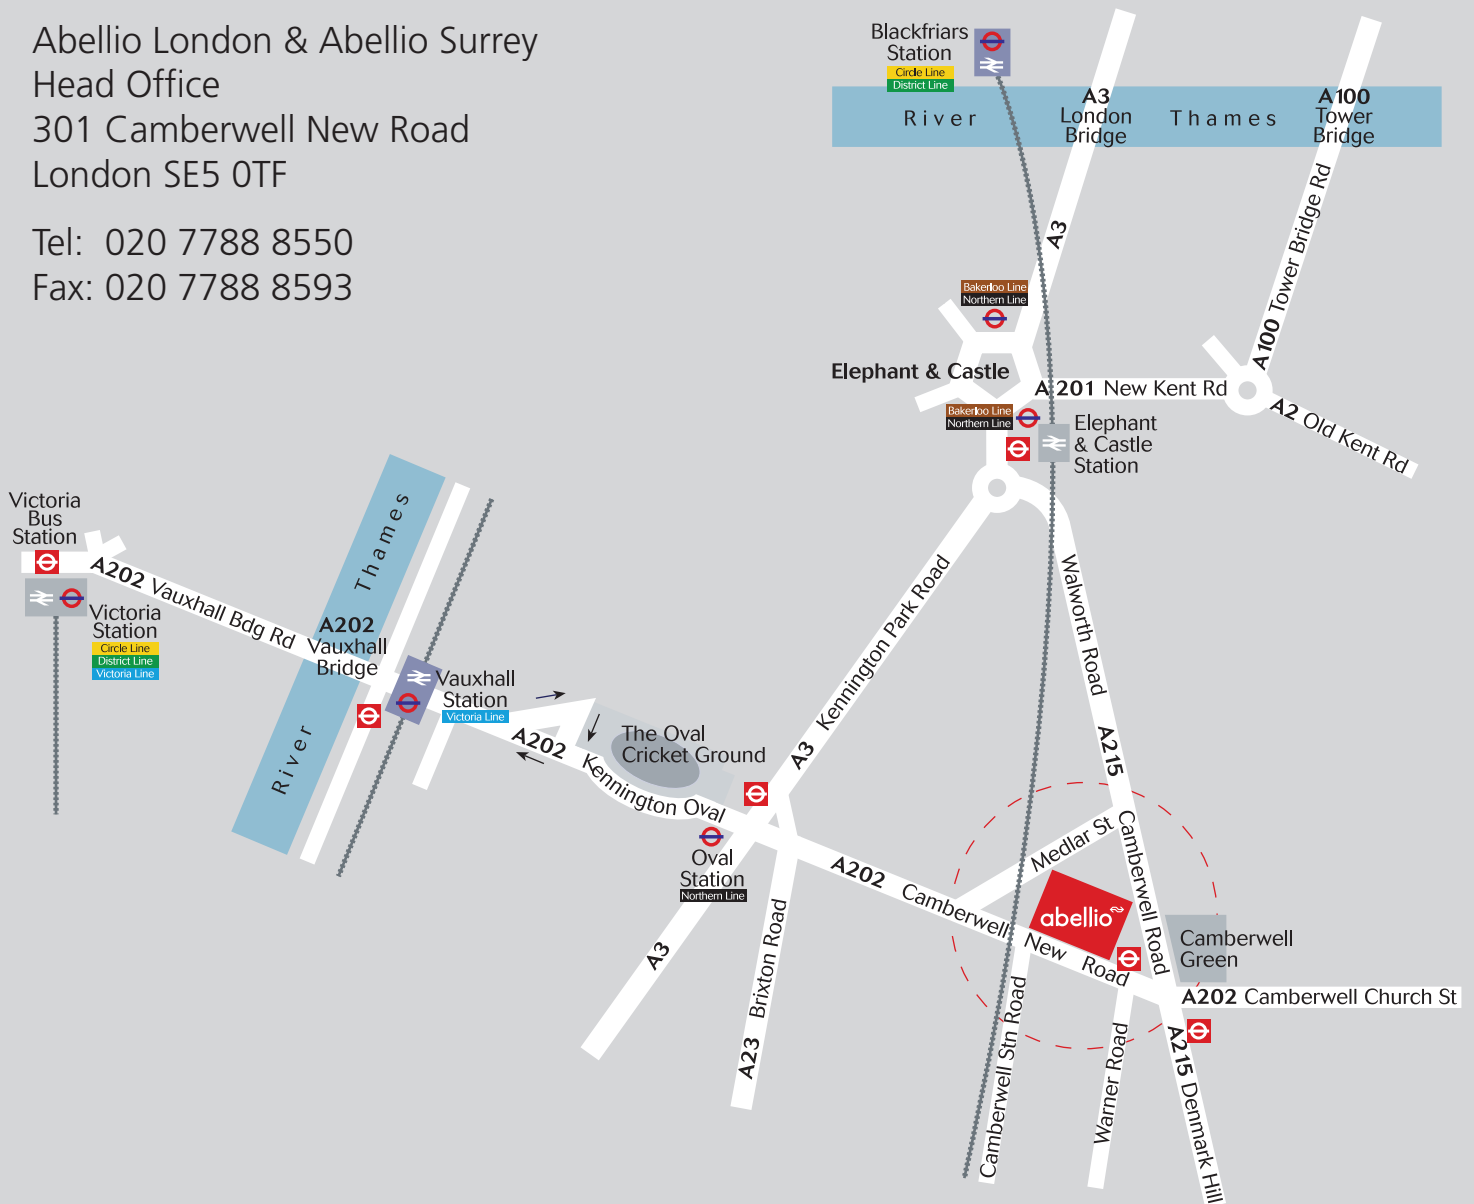 Abellio London & Abellio Surrey
Head Office
301 Camberwell New Road
London SE5 0TF
Tel: 020 7788 8550
Fax: 020 7788 8593
Blackfriars
Station
Circle Line
District Line
River
A3
London
Bridge
Thames
A100
Tower
Bridge
A3
A100 Tower Bridge Rd
Bakerloo Line
Northern Line
Elephant & Castle
A201 New Kent Rd
A2 Old Kent Rd
Bakerloo Line
Northern Line
Elephant
& Castle
Station
Victoria
Bus
Station
A202 Vauxhall Bdg Rd
Victoria
Station
Circle Line
District Line
Victoria Line
River
Thames
A202
Vauxhall
Bridge
Vauxhall
Station
Victoria Line
A202
Kennington Oval
The Oval
Cricket Ground
A3 Kennington Park Road
Walworth Road
A215
Oval
Station
Northern Line
A3
A23 Brixton Road
A202 Camberwell New Road
Medlar St
Camberwell Road
abellio
Camberwell
Green
A202 Camberwell Church St
Camberwell Stn Road
Warner Road
A215 Denmark Hill